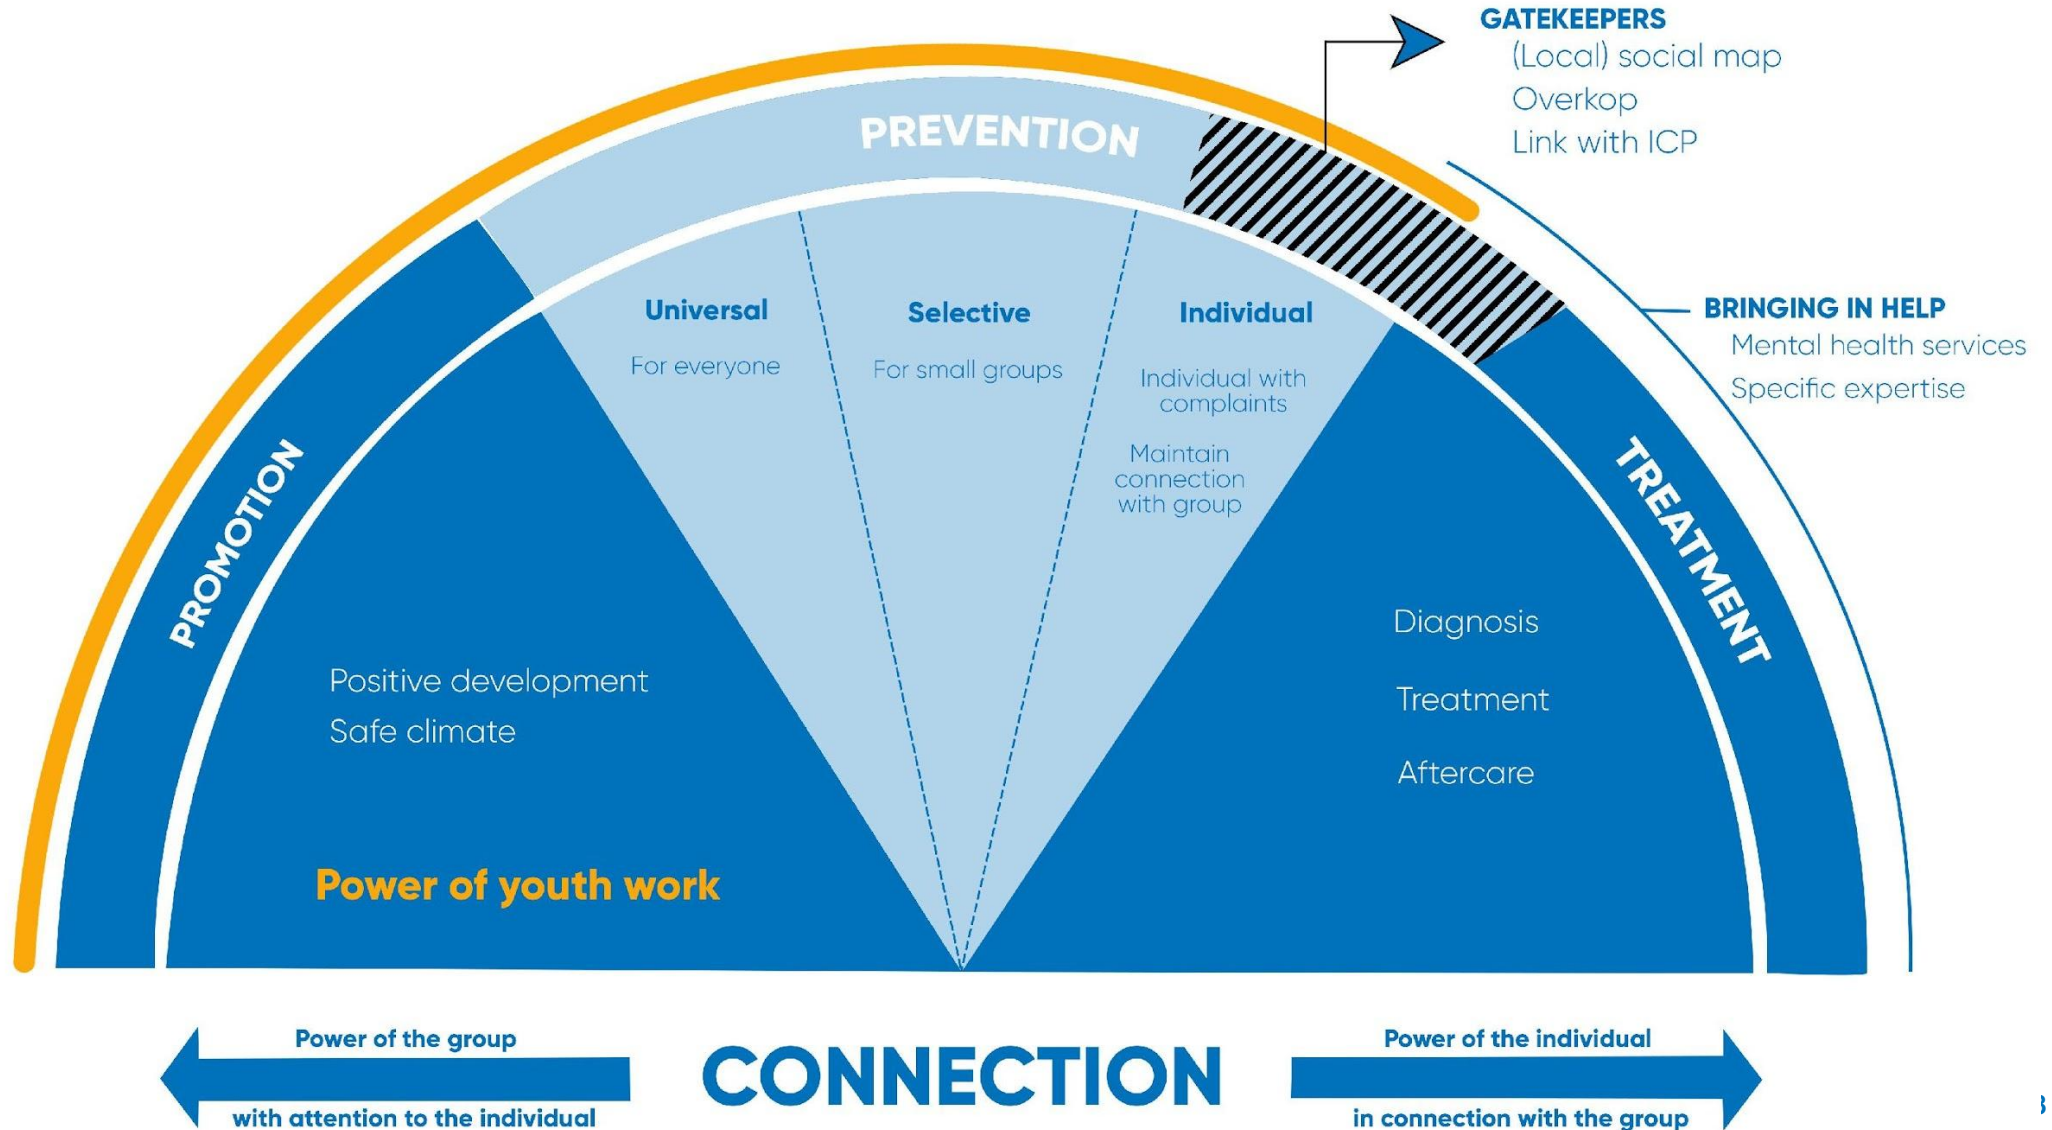 GATEKEEPERS
(Local) social map
Overkop
Link with ICP
PREVENTION
BRINGING IN HELP
Mental health services
Specific expertise
Universal
For everyone
Selective
For small groups
Individual
Individual with
complaints
Maintain
connection
with group
PROMOTION
TREATMENT
Positive development
Safe climate
Power of youth work
Diagnosis
Treatment
Aftercare
Power of the group
with attention to the individual
CONNECTION
Power of the individual
in connection with the group